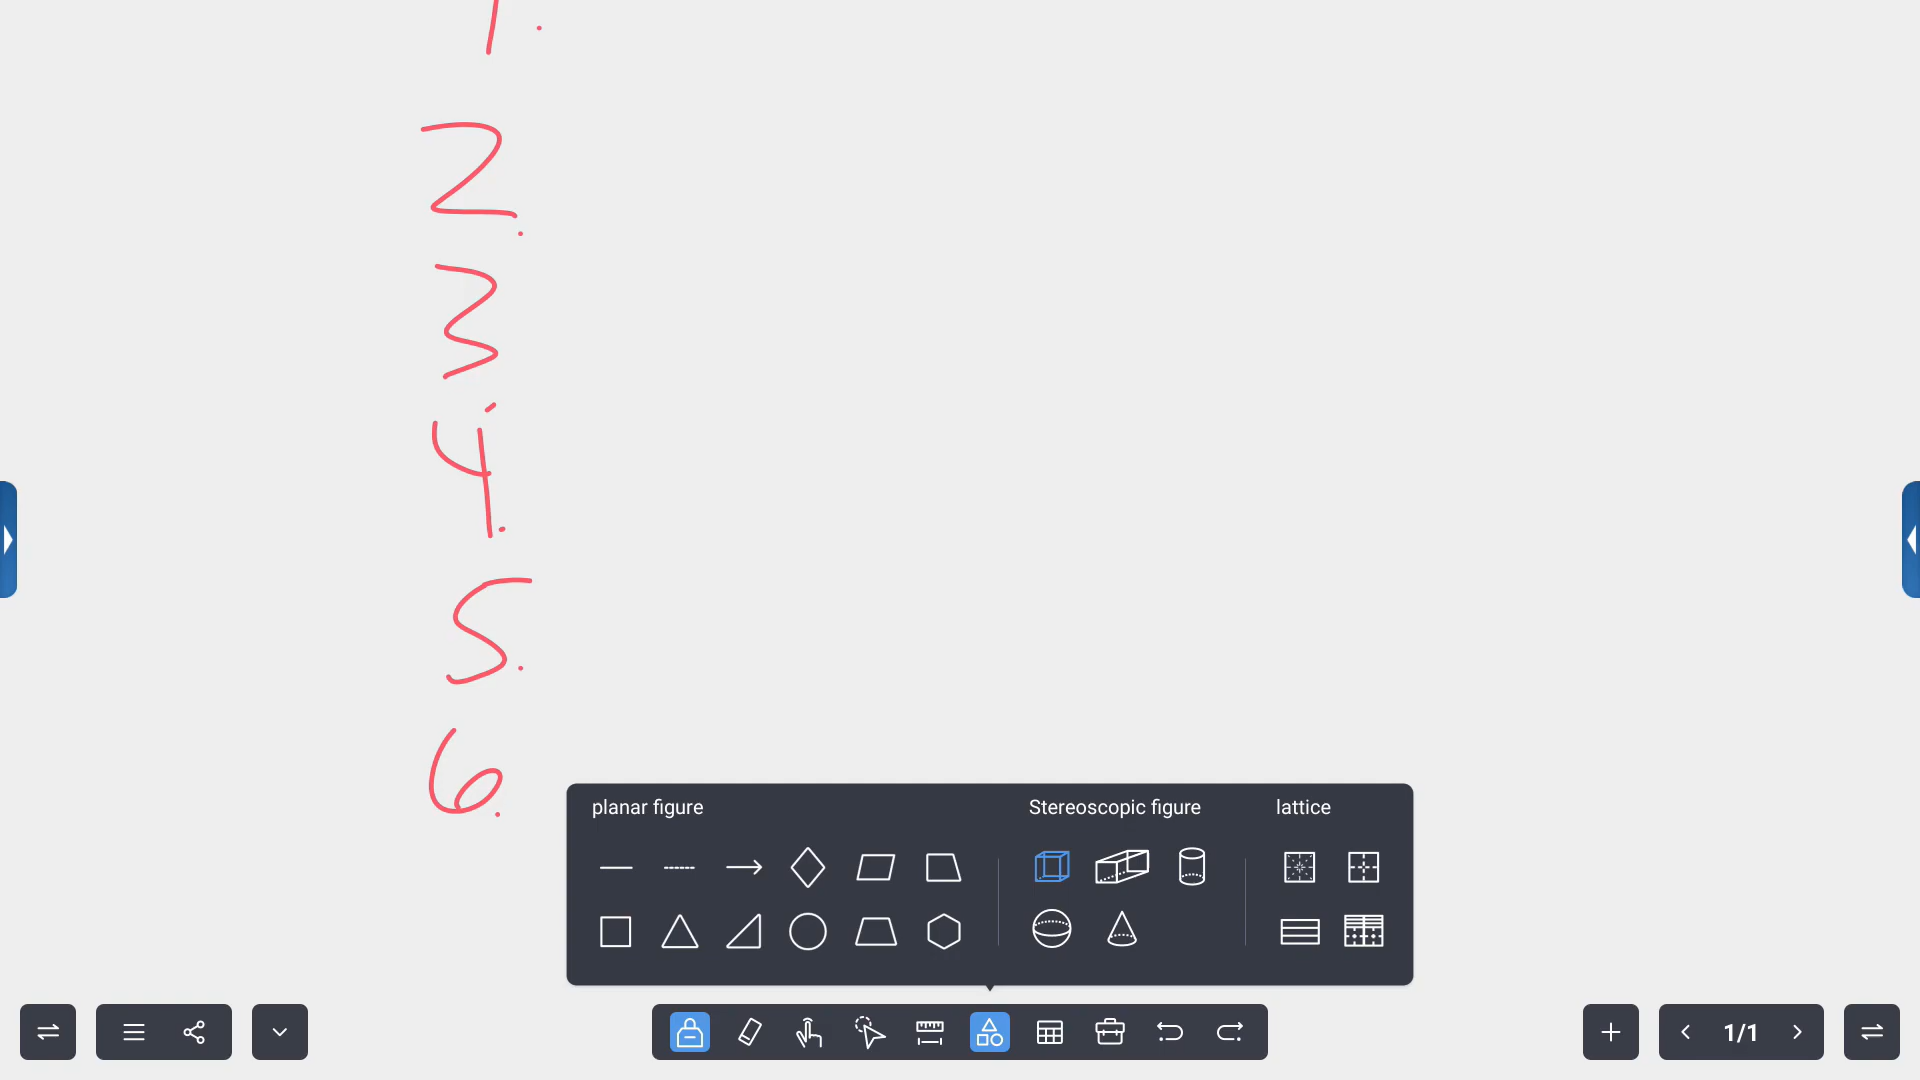 1.
2.
3.
4.
5.
6.
planar figure
Stereoscopic figure
lattice
1/1